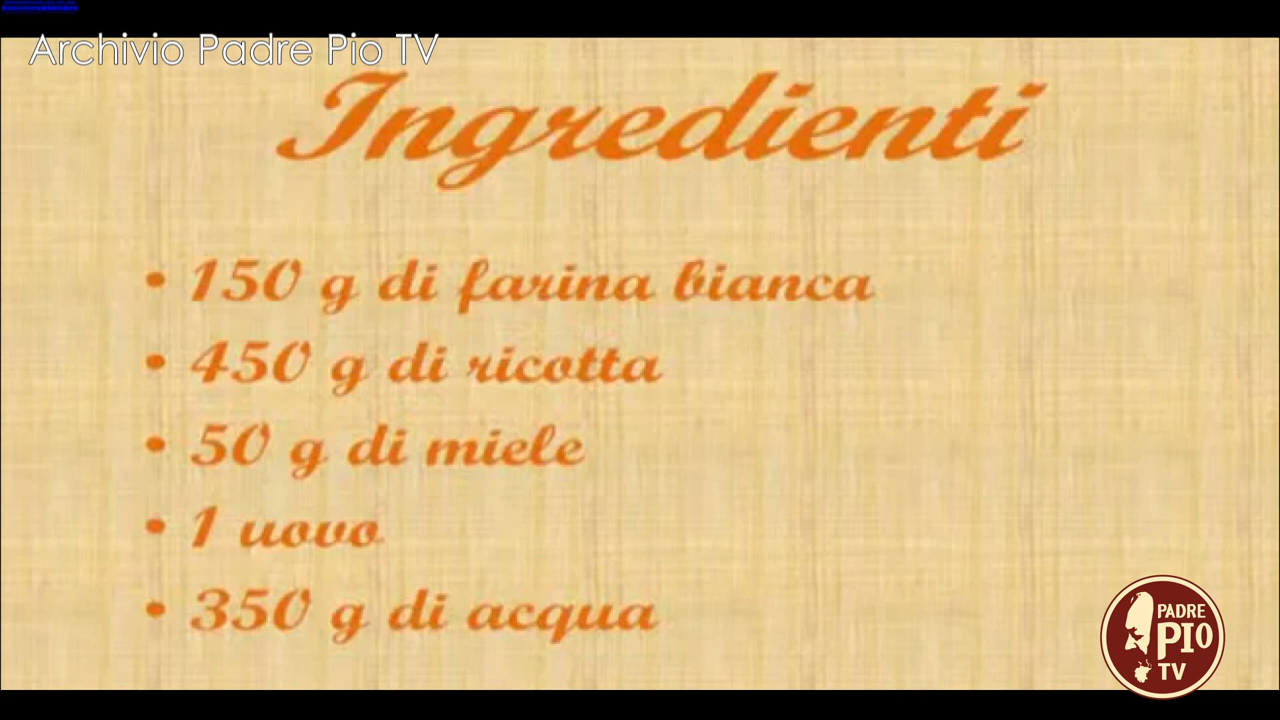 Archivio Padre Pio TV
Ingredienti
• 150 g di farina bianca
• 450 g di ricotta
• 50 g di miele
• 1 uovo
• 350 g di acqua
PADRE
PIO
TV